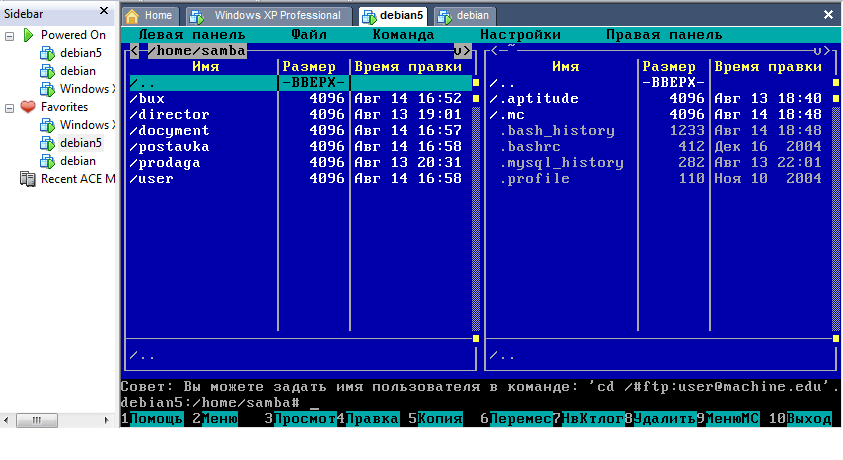 Sidebar ×
Powered On
debian5
debian
Windows X
Favorites
Windows X
debian5
debian
Recent ACE M
Home Windows XP Professional debian5 debian ×
Левая панель Файл Команда Настройки Правая панель
< /home/samba v>
Имя Размер Время правки
/.. -ВВЕРХ-
/bux 4096 Авг 14 16:52
/director 4096 Авг 13 19:01
/document 4096 Авг 14 16:57
/postavka 4096 Авг 14 16:58
/prodaga 4096 Авг 13 20:31
/user 4096 Авг 14 16:58
/..
<~ v>
Имя Размер Время правки
/.. -ВВЕРХ-
/.aptitude 4096 Авг 13 18:40
/.mc 4096 Авг 14 18:48
.bash_history 1233 Авг 14 18:48
.bashrc 412 Дек 16 2004
.mysql_history 282 Авг 13 22:01
.profile 110 Ноя 10 2004
/..
Совет: Вы можете задать имя пользователя в команде: 'cd /#ftp:user@machine.edu'.
debian5:/home/samba# _
1Помощь 2Меню 3Просмот 4Правка 5Копия 6Перемес 7НвКтлог 8Удалить 9МенюМС 10Выход